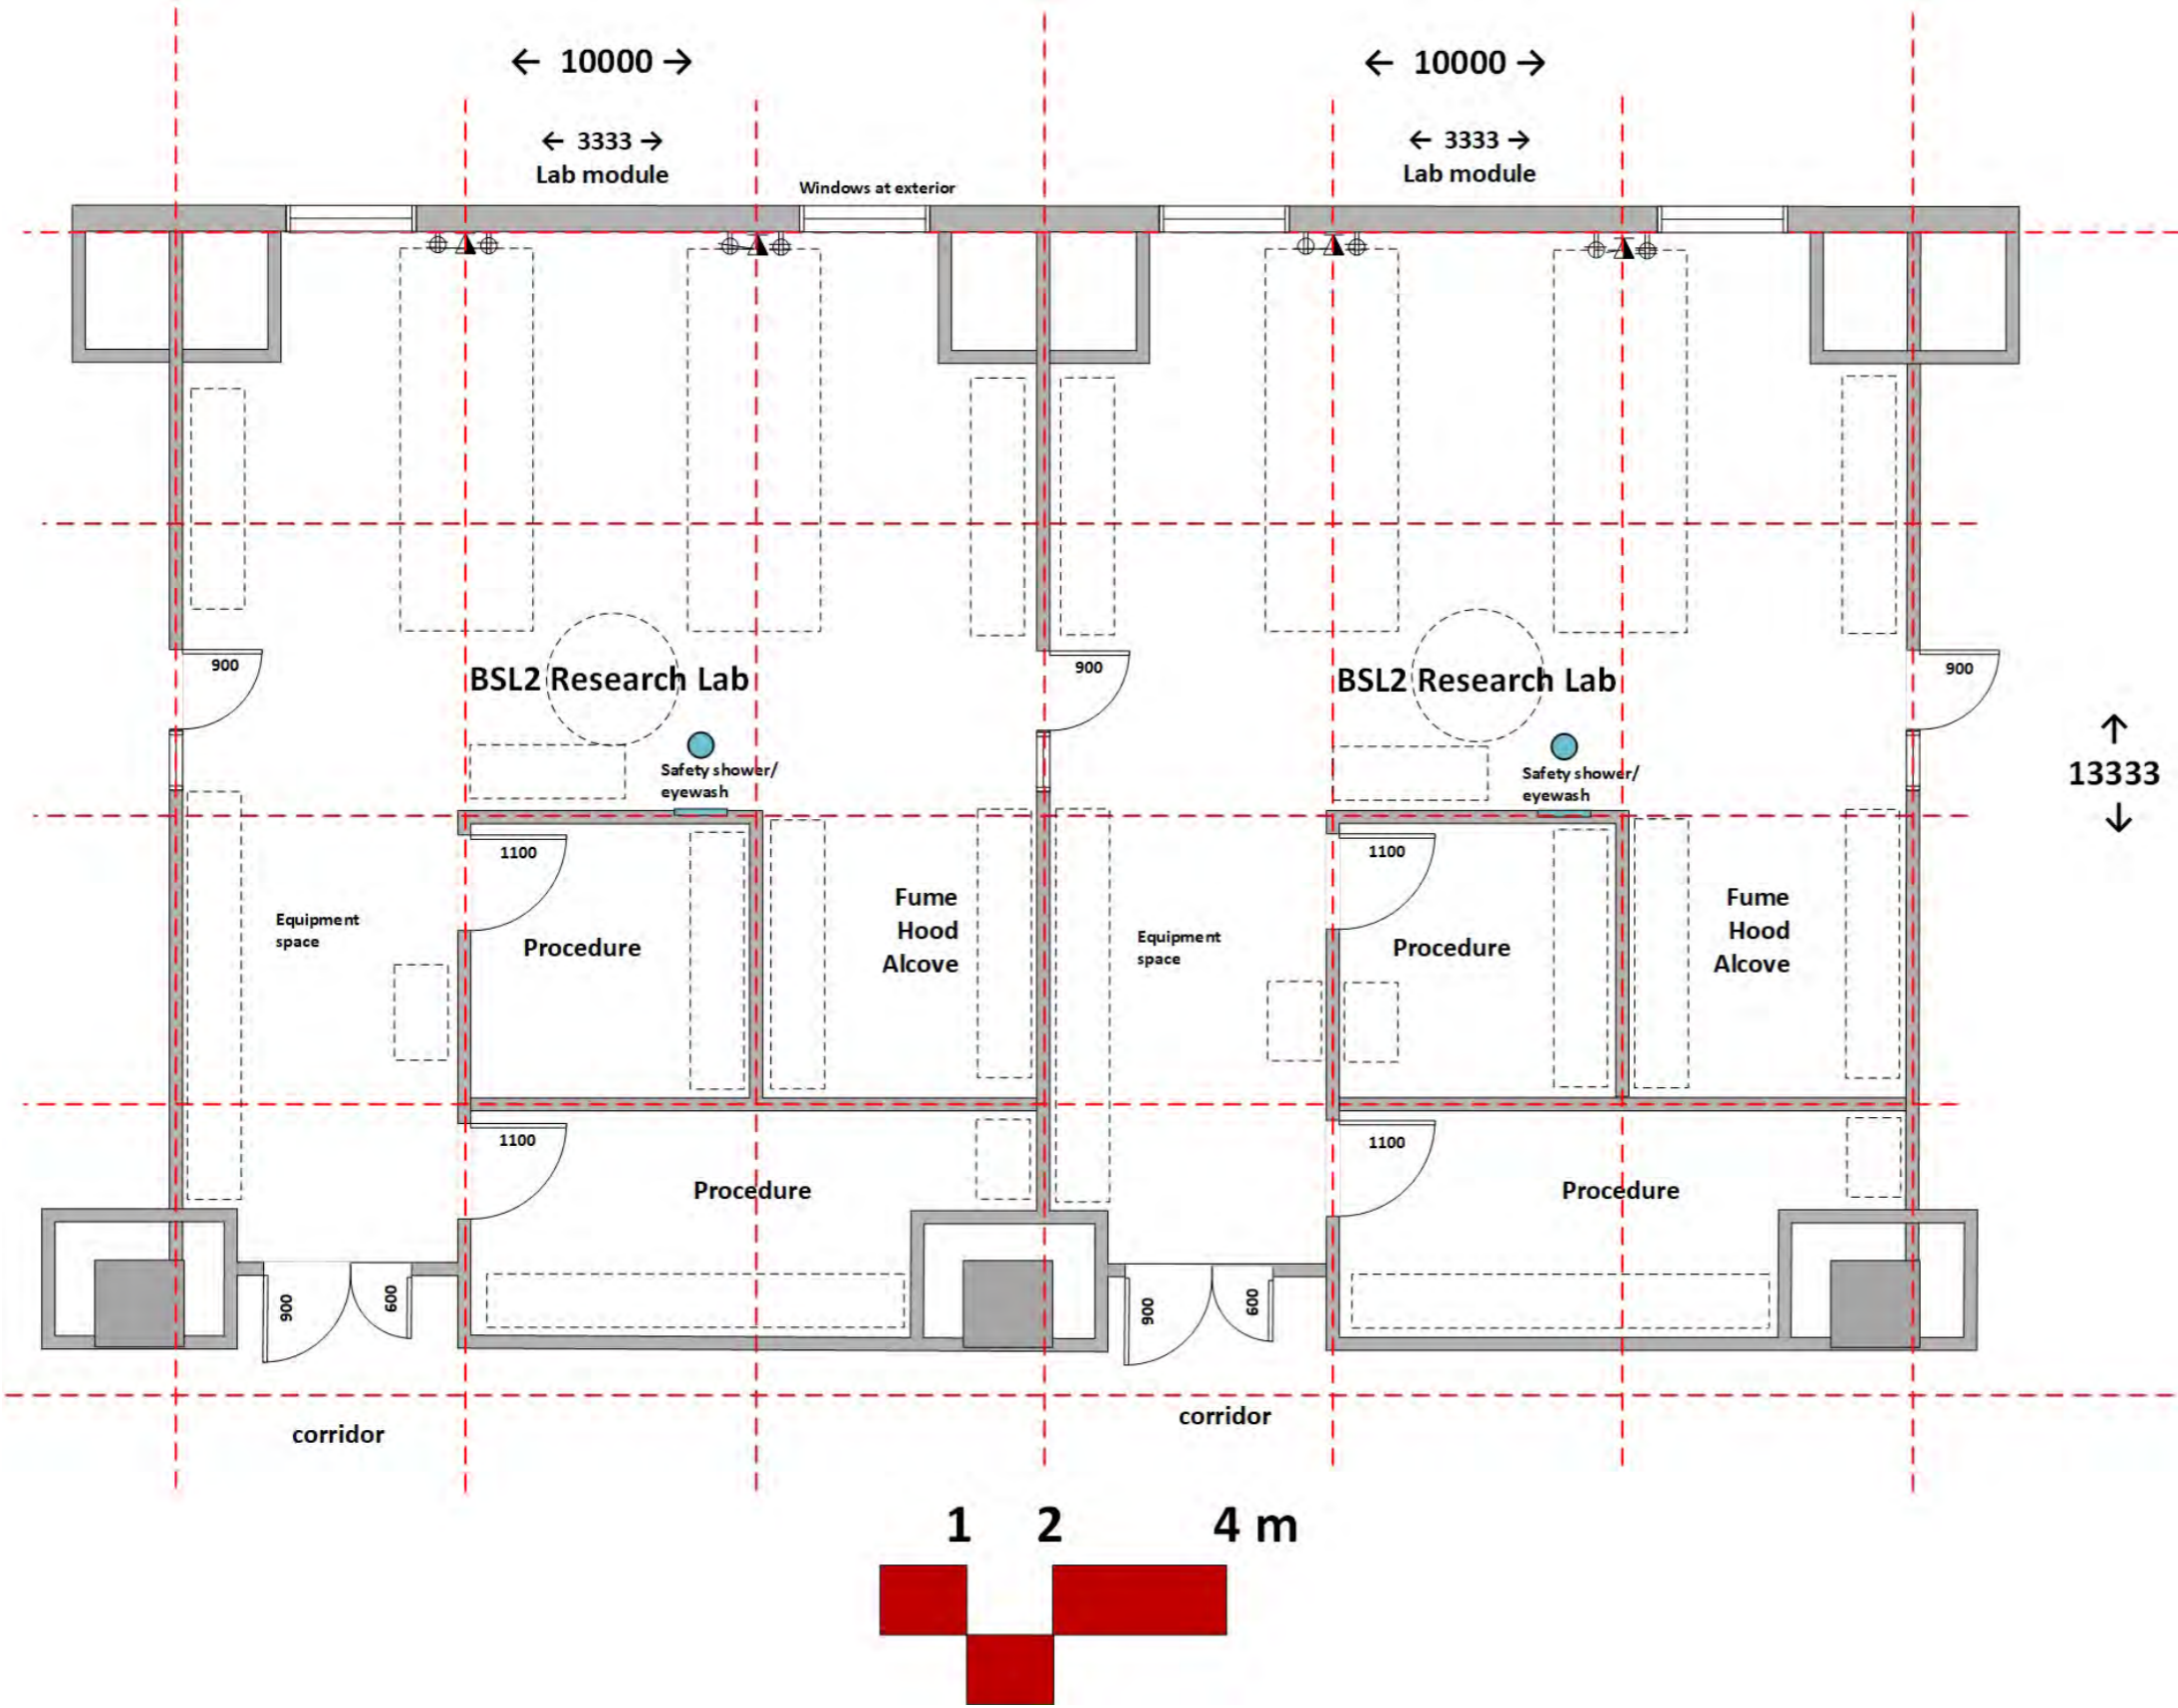 ← 10000 →
← 10000 →
← 3333 →
Lab module
← 3333 →
Lab module
Windows at exterior
900
900
900
BSL2 Research Lab
BSL2 Research Lab
↑
13333
↓
Safety shower/
eyewash
Safety shower/
eyewash
1100
1100
Equipment
space
Procedure
Fume
Hood
Alcove
Equipment
space
Procedure
Fume
Hood
Alcove
1100
1100
Procedure
Procedure
900
600
900
600
corridor
corridor
1 2 4 m